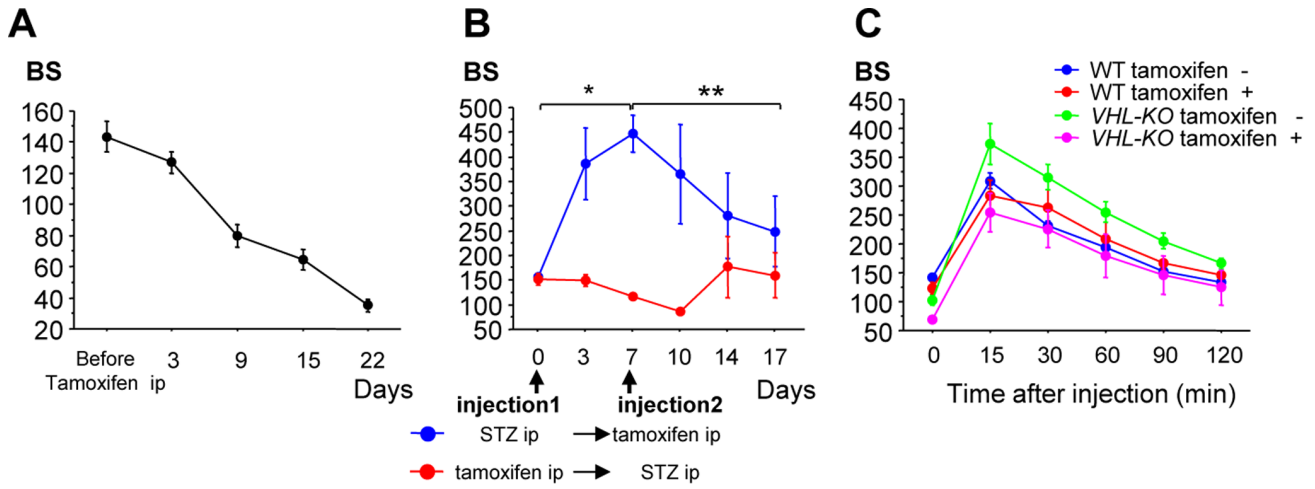 A
BS
160
140
120
100
80
60
40
20
Before
Tamoxifen ip
3
9
15
22
Days
B
BS
500
450
400
350
300
250
200
150
100
50
*
**
0
3
7
10
14
17
injection1
injection2
Days
STZ ip
tamoxifen ip
tamoxifen ip
STZ ip
C
BS
WT tamoxifen -
WT tamoxifen +
VHL-KO tamoxifen -
VHL-KO tamoxifen +
450
400
350
300
250
200
150
100
50
0
15
30
60
90
120
Time after injection (min)